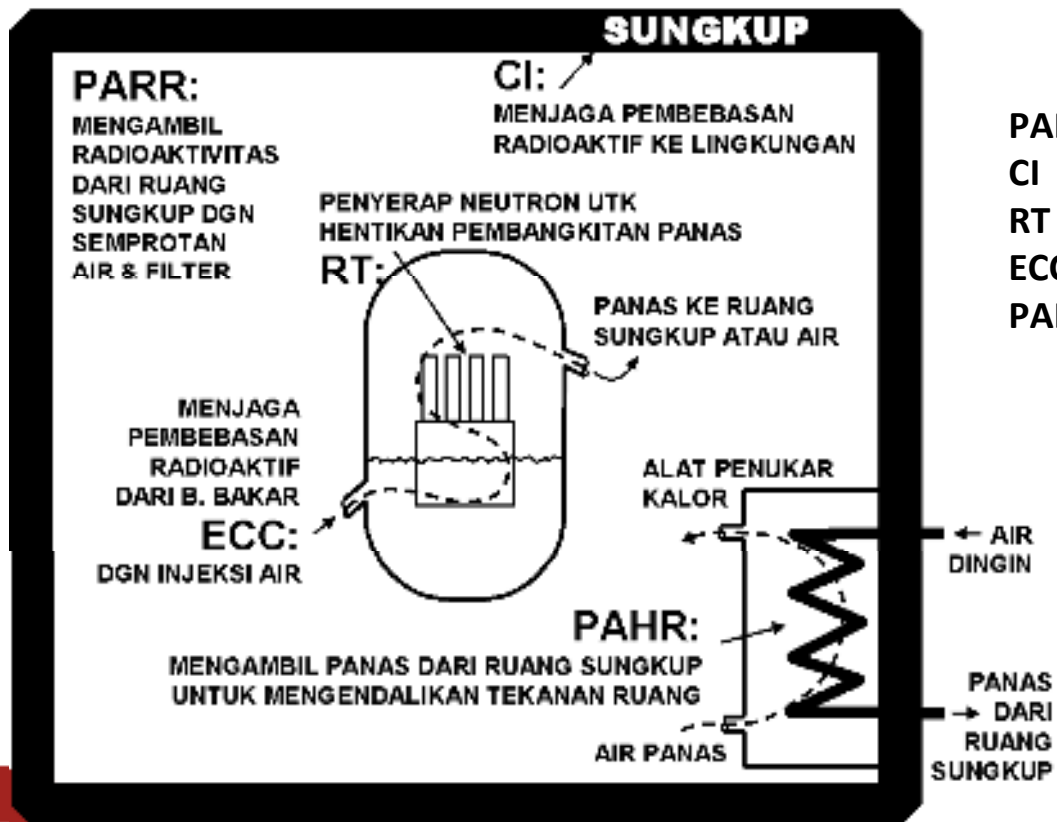 SUNGKUP
PARR:
MENGAMBIL
RADIOAKTIVITAS
DARI RUANG
SUNGKUP DGN
SEMPROTAN
AIR & FILTER
CI:
MENJAGA PEMBEBASAN
RADIOAKTIF KE LINGKUNGAN
PENYERAP NEUTRON UTK
HENTIKAN PEMBANGKITAN PANAS
RT:
PANAS KE RUANG
SUNGKUP ATAU AIR
MENJAGA
PEMBEBASAN
RADIOAKTIF
DARI B. BAKAR
ECC:
DGN INJEKSI AIR
ALAT PENUKAR
KALOR
AIR
DINGIN
PAHR:
MENGAMBIL PANAS DARI RUANG SUNGKUP
UNTUK MENGENDALIKAN TEKANAN RUANG
AIR PANAS
PANAS
DARI
RUANG
SUNGKUP
CI
RT